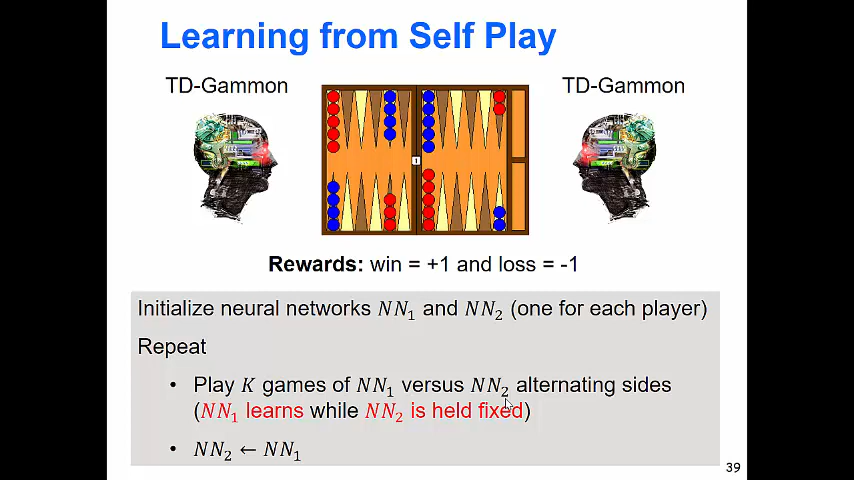 Learning from Self Play
TD-Gammon
TD-Gammon
1
Rewards: win = +1 and loss = -1
Initialize neural networks NN₁ and NN₂ (one for each player)
Repeat
• Play K games of NN₁ versus NN₂ alternating sides
(NN₁ learns while NN₂ is held fixed)
• NN₂ ← NN₁
39